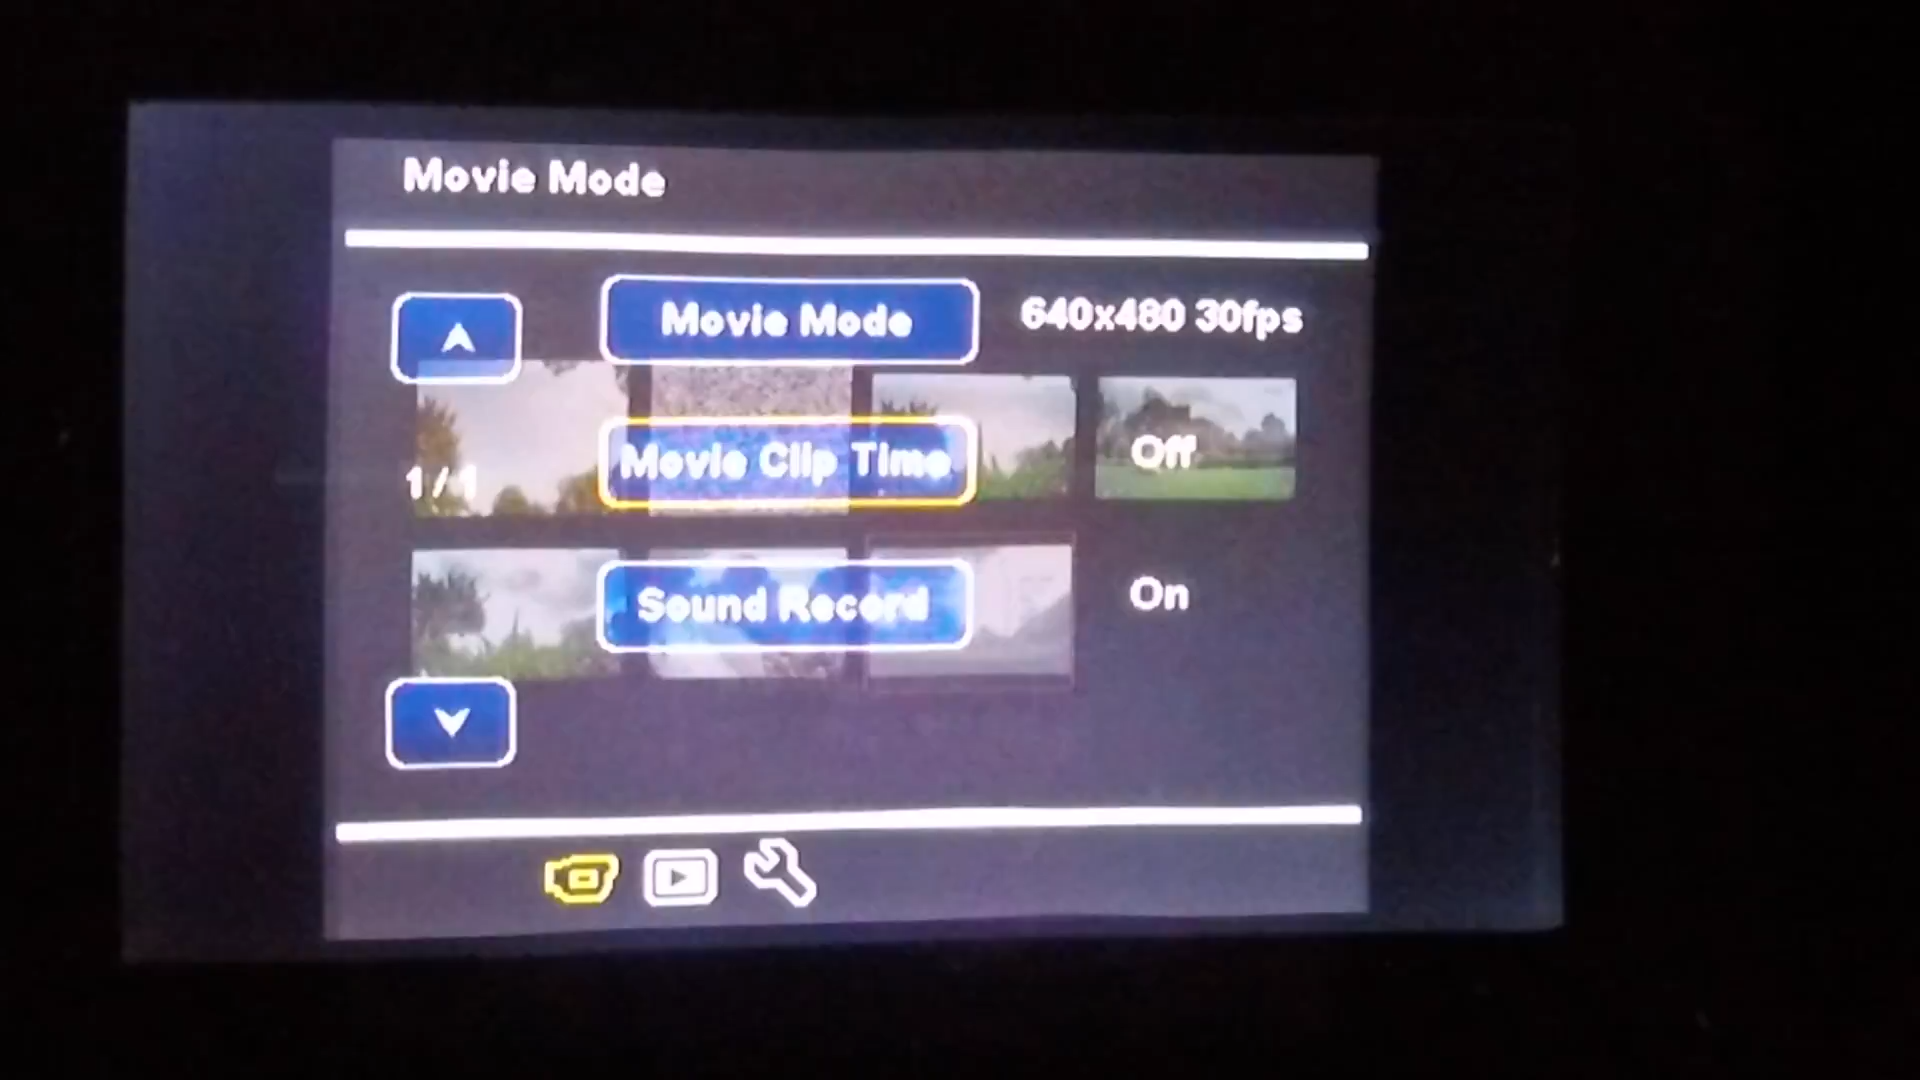 Movie Mode
Movie Mode 640x480 30fps
Movie Clip Time Off
1/1
Sound Record On